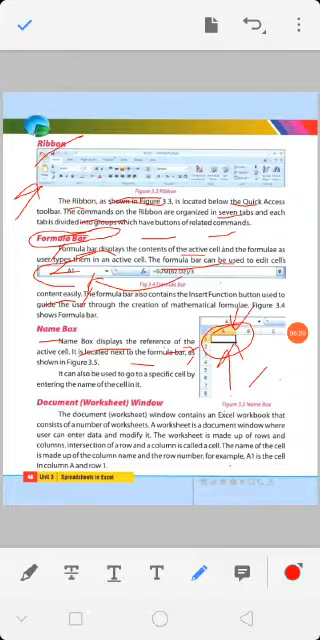 Ribbon
Figure 3.3 Ribbon
The Ribbon, as shown in Figure 3.3, is located below the Quick Access
toolbar. The commands on the Ribbon are organized in seven tabs and each
tab is divided into groups which have buttons of related commands.
Formula Bar
Formula bar displays the contents of the active cell and the formulae as
user types them in an active cell. The formula bar can be used to edit cell's
A1
Fig 3.4 Formula Bar
content easily. The formula bar also contains the Insert Function button used to
guide the user through the creation of mathematical formulae. Figure 3.4
shows Formula bar.
Name Box
Name Box displays the reference of the
active cell. It is located next to the formula bar, as
shown in Figure 3.5.
It can also be used to go to a specific cell by
entering the name of the cell in it.
06:39
Figure 3.5 Name Box
Document (Worksheet) Window
The document (worksheet) window contains an Excel workbook that
consists of a number of worksheets. A worksheet is a document window where
user can enter data and modify it. The worksheet is made up of rows and
columns. intersection of a row and a column is called a cell. The name of the cell
is made up of the column name and the row number, for example, A1 is the cell
in column A and row 1.
48 Unit 3 Spreadsheets in Excel
T T T